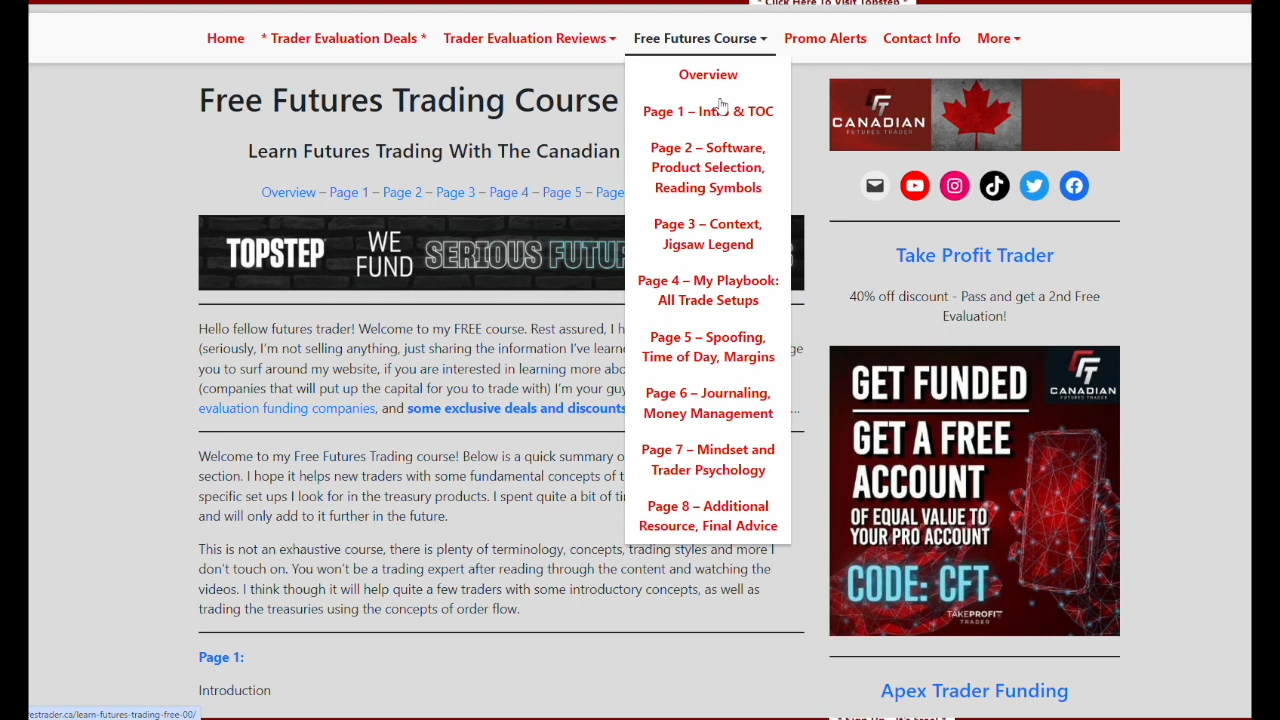 * Click Here To Visit Topstep *
Home
* Trader Evaluation Deals *
Trader Evaluation Reviews
Free Futures Course
Promo Alerts
Contact Info
More
Overview
Page 1 – Intro & TOC
Page 2 – Software,
Product Selection,
Reading Symbols
Page 3 – Context,
Jigsaw Legend
Page 4 – My Playbook:
All Trade Setups
Page 5 – Spoofing,
Time of Day, Margins
Page 6 – Journaling,
Money Management
Page 7 – Mindset and
Trader Psychology
Page 8 – Additional
Resource, Final Advice
Free Futures Trading Course
Learn Futures Trading With The Canadian
Overview – Page 1 – Page 2 – Page 3 – Page 4 – Page 5 – Page
TOPSTEP
WE
FUND
SERIOUS
Hello fellow futures trader! Welcome to my FREE course. Rest assured, I
(seriously, I'm not selling anything, just sharing the information I've
you to surf around my website, if you are interested in learning more
(companies that will put up the capital for you to trade with) I'm your
evaluation funding companies, and some exclusive deals and discounts
Welcome to my Free Futures Trading course! Below is a quick summary
section. I hope it helps new traders with some fundamental concepts of
specific set ups I look for in the treasury products. I spent quite a bit of
and will only add to it further in the future.
This is not an exhaustive course, there is plenty of terminology, concepts, trading styles and more I
don't touch on. You won't be a trading expert after reading through the content and watching the
videos. I think though it will help quite a few traders with some introductory concepts, as well as
trading the treasuries using the concepts of order flow.
Page 1:
Introduction
CANADIAN
FUTURES TRADER
Take Profit Trader
40% off discount - Pass and get a 2nd Free
Evaluation!
CANADIAN
FUTURES TRADER
GET FUNDED
GET A FREE
ACCOUNT
OF EQUAL VALUE TO
YOUR PRO ACCOUNT
CODE: CFT
TAKEPROFIT
TRADER
Apex Trader Funding
restrader.ca/learn-futures-trading-free-00/